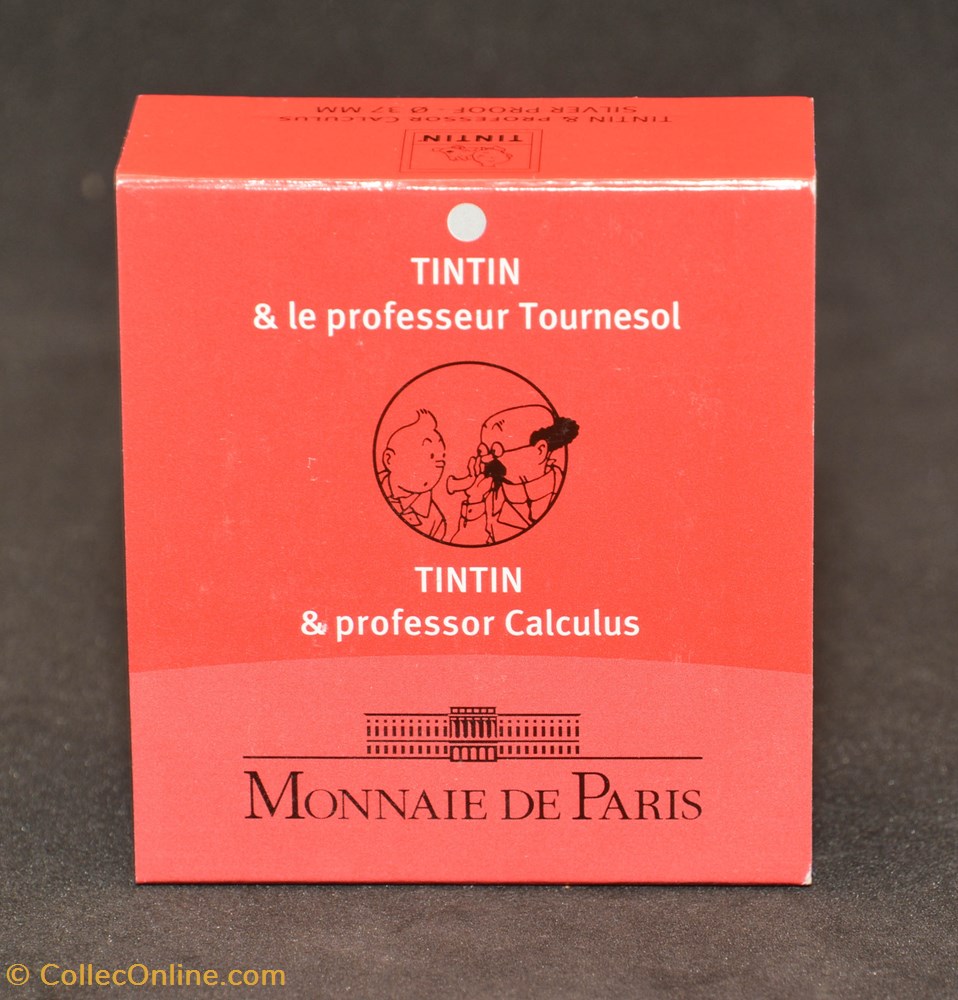 TINTIN & PROFESSOR CALCULUS
SILVER PROOF - Ø 37 MM
TINTIN
TINTIN
& le professeur Tournesol
TINTIN
& professor Calculus
MONNAIE DE PARIS
© CollecOnline.com